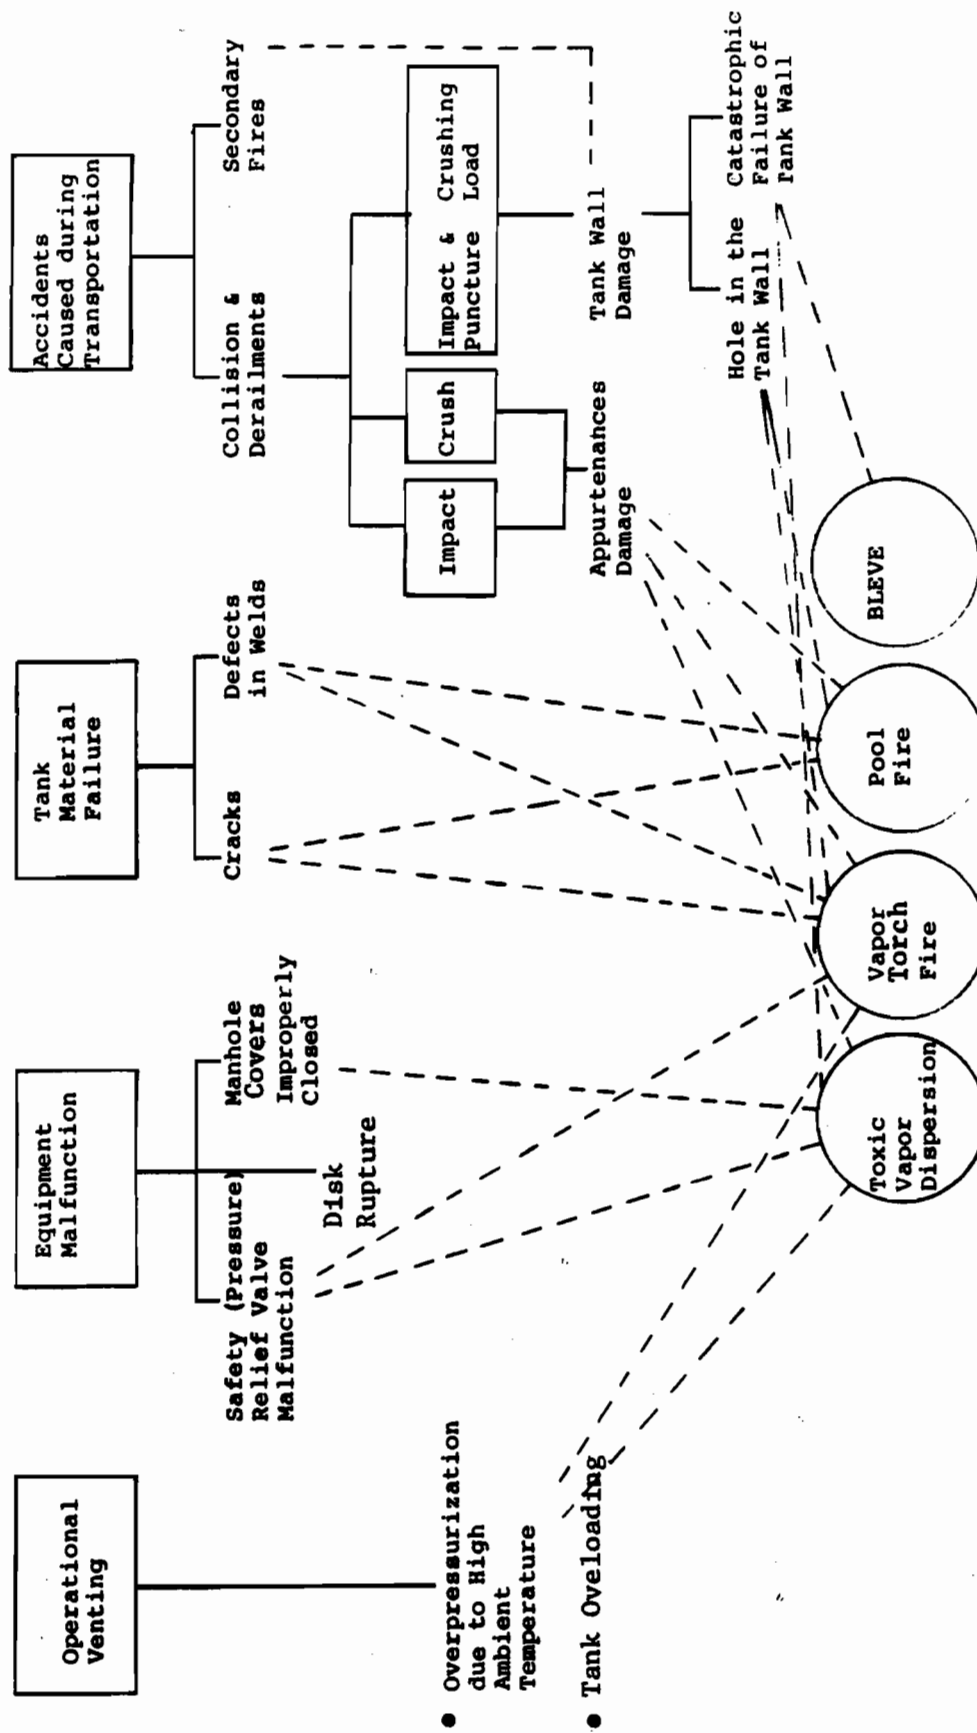 Operational
Venting
● Overpressurization
due to High
Ambient
Temperature
● Tank Oveloading
Equipment
Malfunction
Safety (Pressure)
Relief Valve
Malfunction
Disk
Rupture
Manhole
Covers
Improperly
Closed
Tank
Material
Failure
Cracks
Defects
in Welds
Accidents
Caused during
Transportation
Collision &
Derailments
Secondary
Fires
Impact
Crush
Impact & Crushing
Puncture Load
Appurtenances
Damage
Tank Wall
Damage
Hole in the
Tank Wall
Catastrophic
Failure of
Tank Wall
Toxic
Vapor
Dispersion
Vapor
Torch
Fire
Pool
Fire
BLEVE